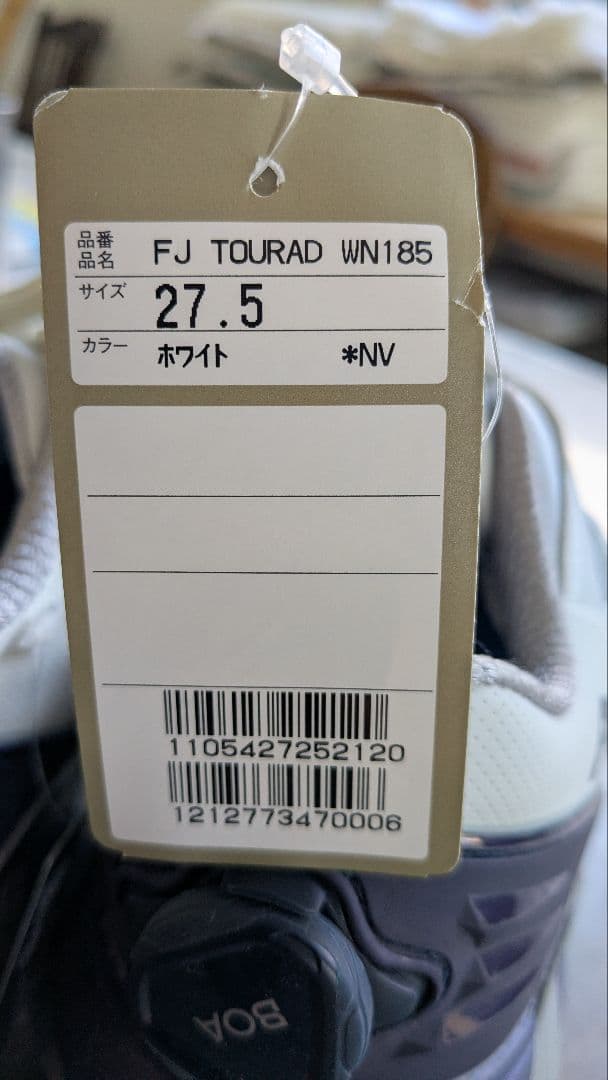 品番
品名 FJ TOURAD WN185
サイズ 27.5
カラー ホワイト *NV
1105427252120
1212773470006
BOA